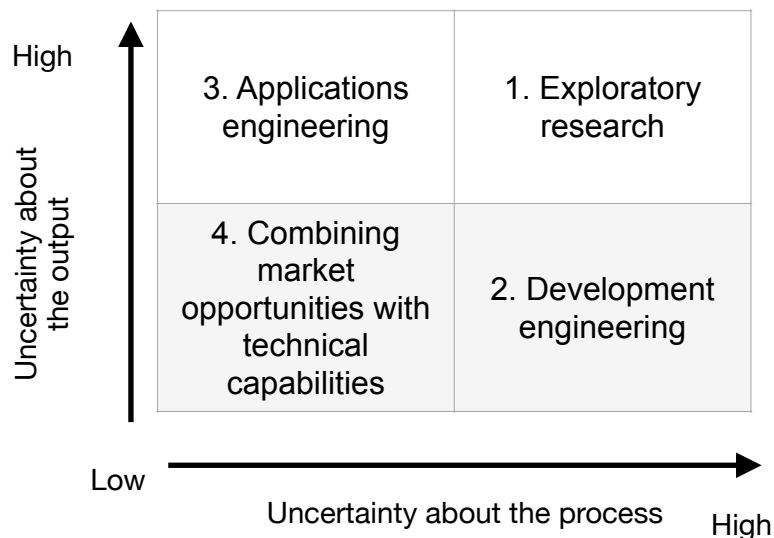 High
3. Applications
engineering
1. Exploratory
research
Uncertainty about
the output
4. Combining
market
opportunities with
technical
capabilities
2. Development
engineering
Low
Uncertainty about the process
High